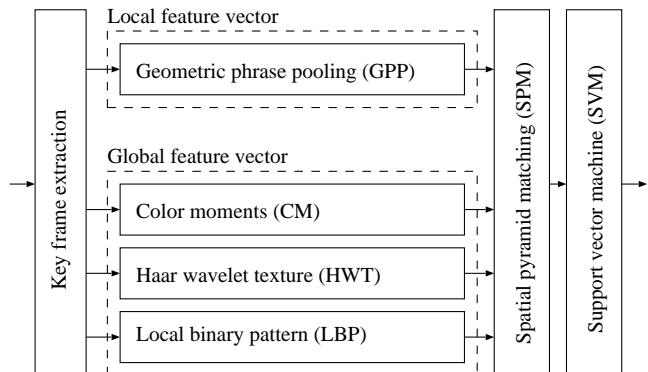 Local feature vector
Geometric phrase pooling (GPP)
Key frame extraction
Global feature vector
Color moments (CM)
Haar wavelet texture (HWT)
Local binary pattern (LBP)
Spatial pyramid matching (SPM)
Support vector machine (SVM)